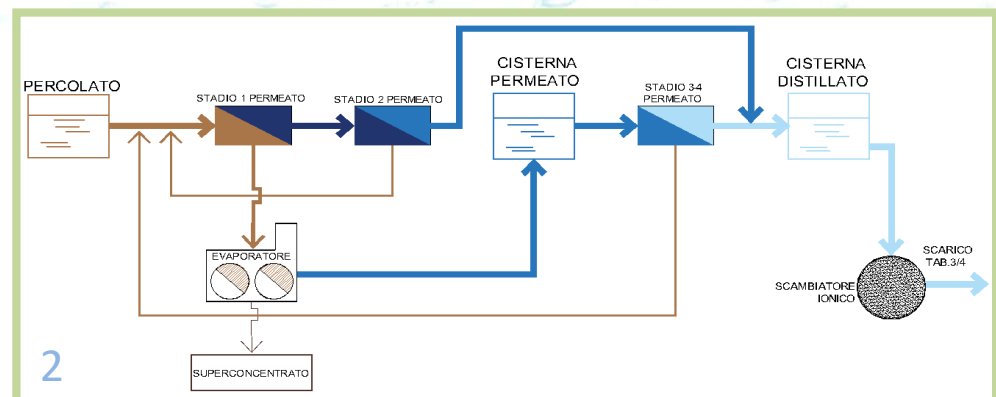 PERCOLATO
STADIO 1 PERMEATO
STADIO 2 PERMEATO
CISTERNA
PERMEATO
STADIO 3-4
PERMEATO
CISTERNA
DISTILLATO
EVAPORATORE
SCAMBIATORE
IONICO
SCARICO
TAB.3/4
SUPERCONCENTRATO
2